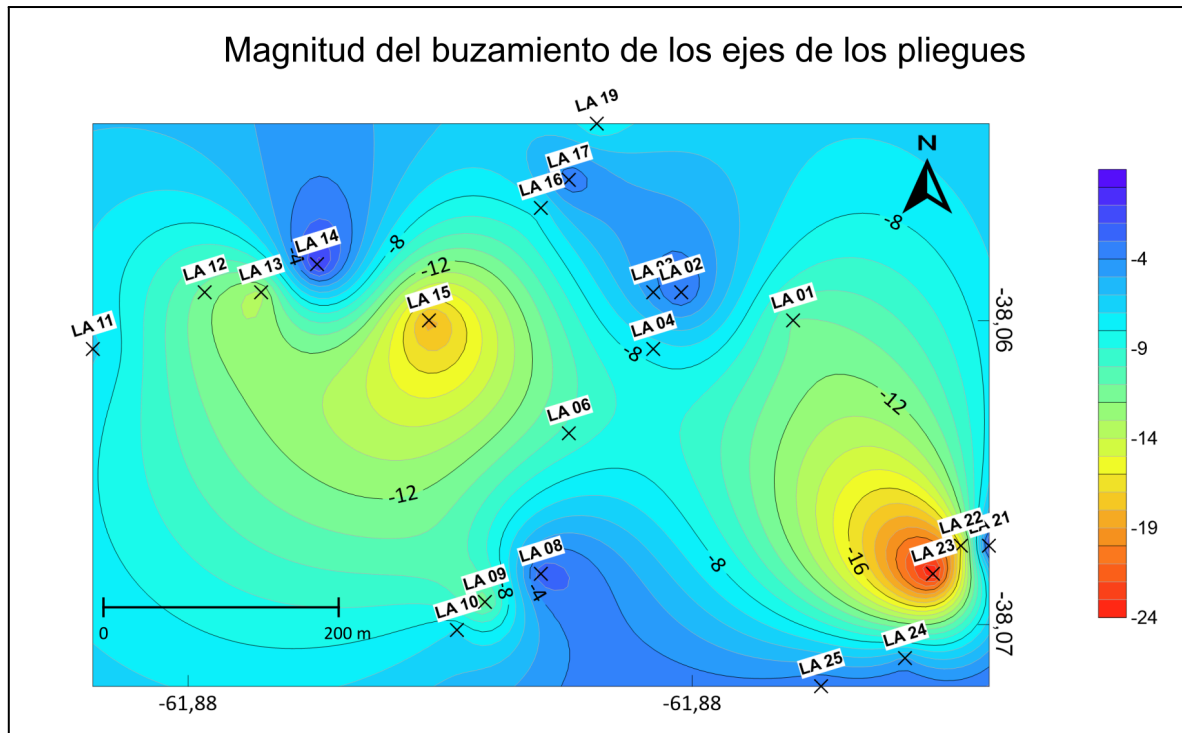 Magnitud del buzamiento de los ejes de los pliegues
LA 19
LA 17
LA 16
N
LA 14
-4
-8
-8
LA 12
LA 13
-12
LA 02
-4
LA 15
LA 01
LA 11
LA 04
-8
-38,06
-9
-12
LA 06
-14
-12
LA 22
LA 21
-19
LA 08
LA 23
-16
-8
LA 09
-8
-4
LA 10
0
200 m
-38,07
-24
LA 24
LA 25
-61,88
-61,88